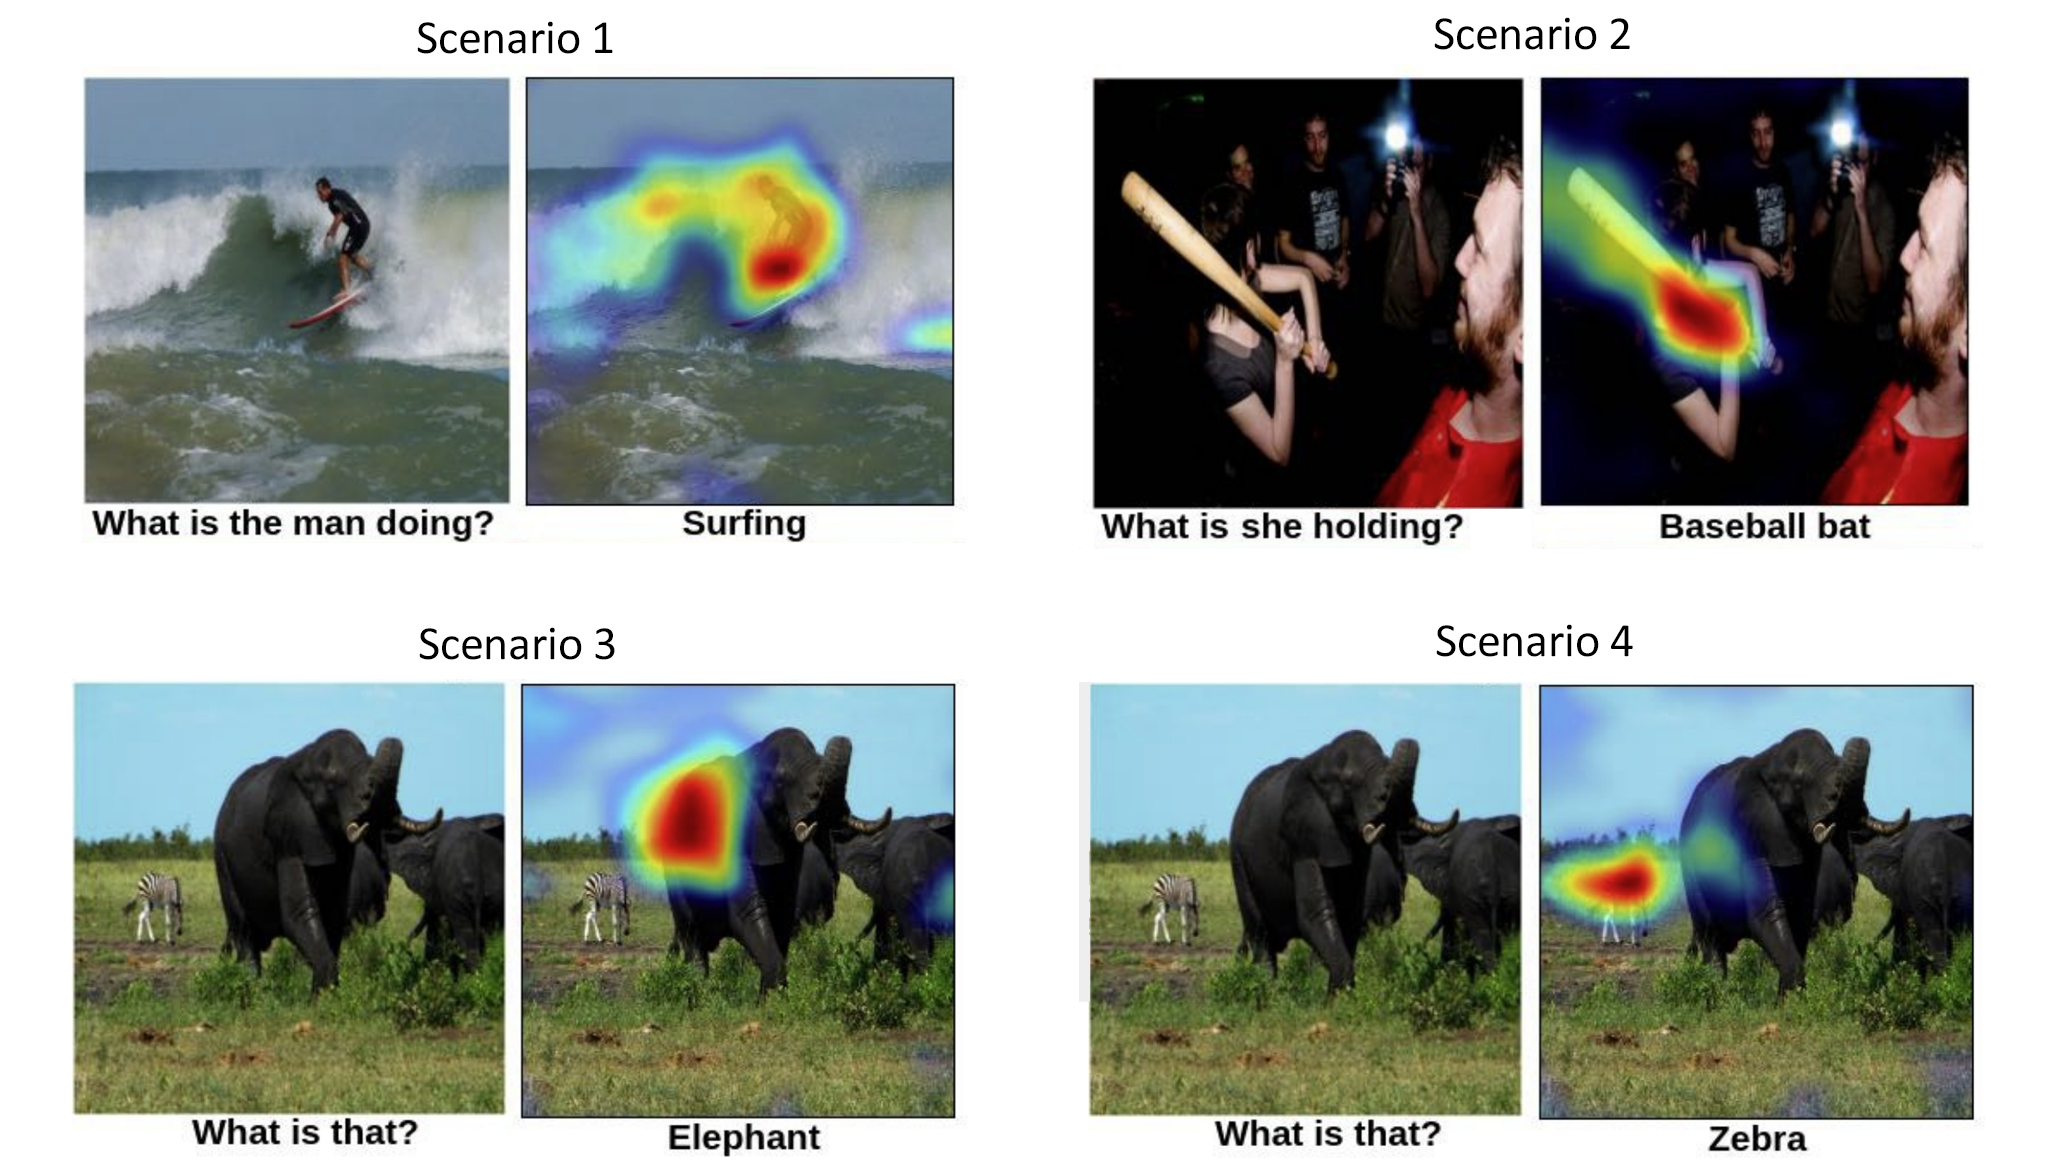 Scenario 1
Scenario 2
What is the man doing?
Surfing
What is she holding?
Baseball bat
Scenario 3
Scenario 4
What is that?
Elephant
What is that?
Zebra